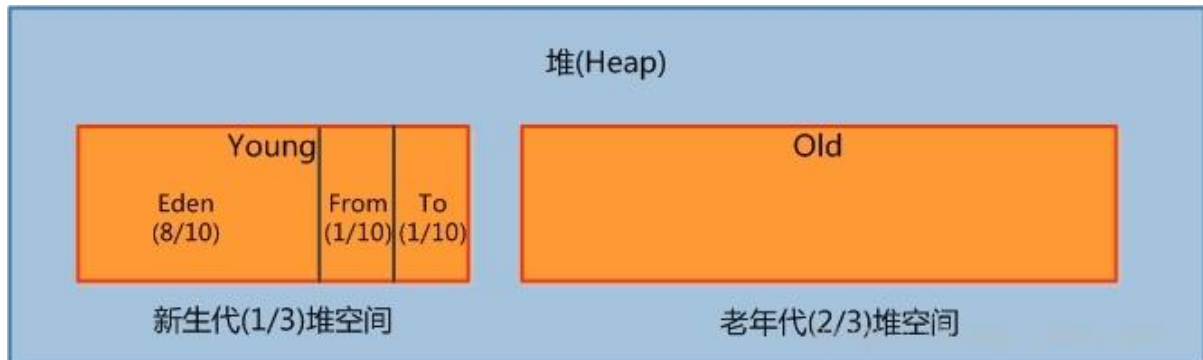 堆(Heap)
Young
Eden
(8/10)
From
(1/10)
To
(1/10)
新生代(1/3)堆空间
Old
老年代(2/3)堆空间